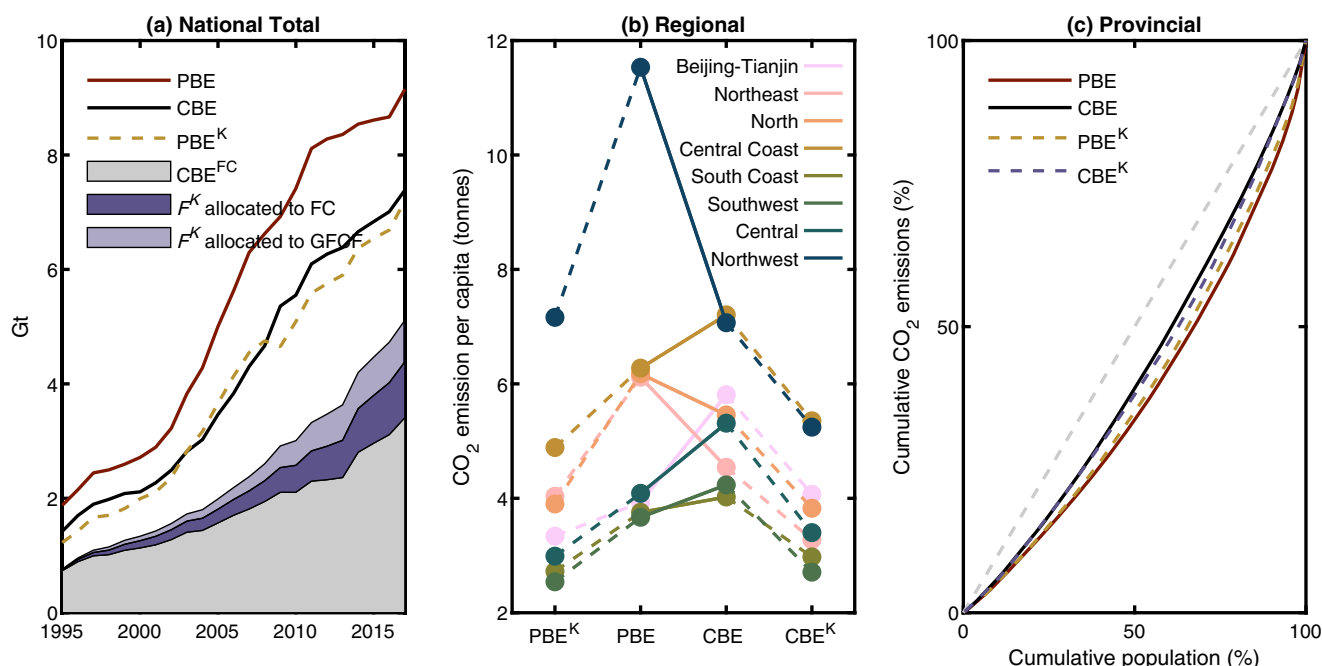 (a) National Total
10
8
6
4
2
0
Gt
1995
2000
2005
2010
2015
PBE
CBE
PBE^K
CBE^FC
F^K allocated to FC
F^K allocated to GFCF
(b) Regional
12
10
8
6
4
2
CO₂ emission per capita (tonnes)
Beijing-Tianjin
Northeast
North
Central Coast
South Coast
Southwest
Central
Northwest
PBE^K
PBE
CBE
CBE^K
(c) Provincial
100
50
0
Cumulative CO₂ emissions (%)
PBE
CBE
PBE^K
CBE^K
0
50
100
Cumulative population (%)